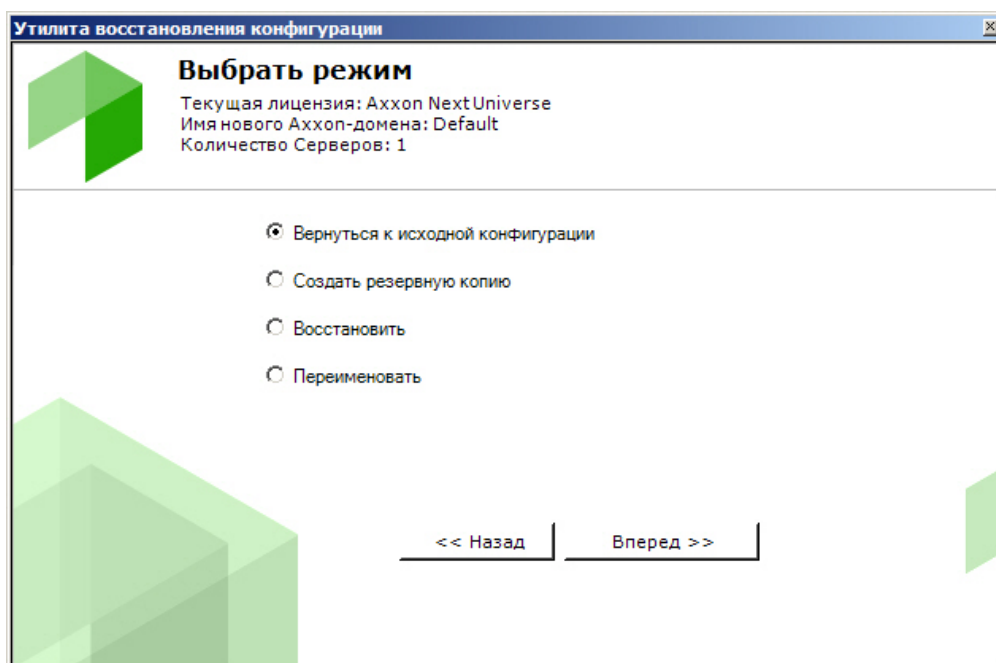 Утилита восстановления конфигурации
Выбрать режим
Текущая лицензия: Axxon Next Universe
Имя нового Axxon-домена: Default
Количество Серверов: 1
Вернуться к исходной конфигурации
Создать резервную копию
Восстановить
Переименовать
<< Назад
Вперед >>